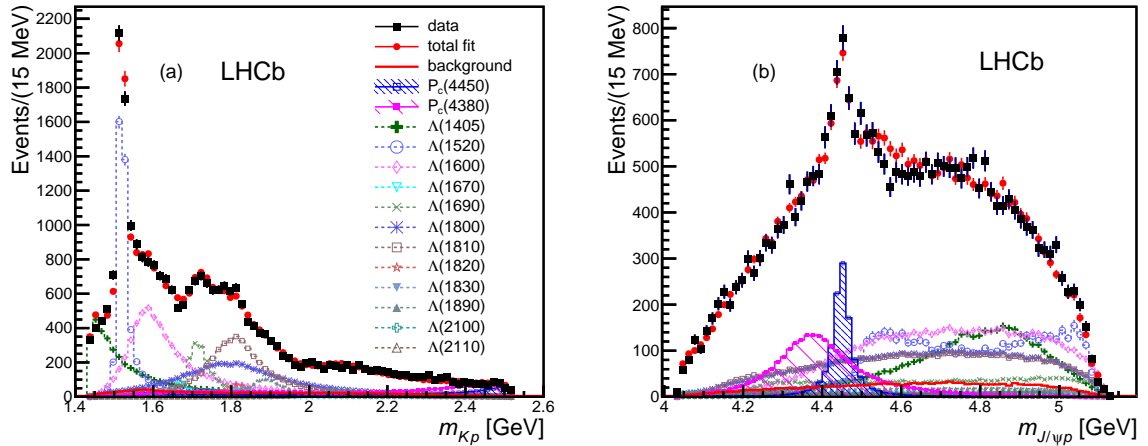 Events/(15 MeV)
2200
2000
1800
1600
1400
1200
1000
800
600
400
200
0
1.4
1.6
1.8
2
2.2
2.4
2.6
m_{Kp} [GeV]
(a)
LHCb
data
total fit
background
P_c(4450)
P_c(4380)
Λ(1405)
Λ(1520)
Λ(1600)
Λ(1670)
Λ(1690)
Λ(1800)
Λ(1810)
Λ(1820)
Λ(1830)
Λ(1890)
Λ(2100)
Λ(2110)
Events/(15 MeV)
800
700
600
500
400
300
200
100
0
4
4.2
4.4
4.6
4.8
5
m_{J/ψp} [GeV]
(b)
LHCb